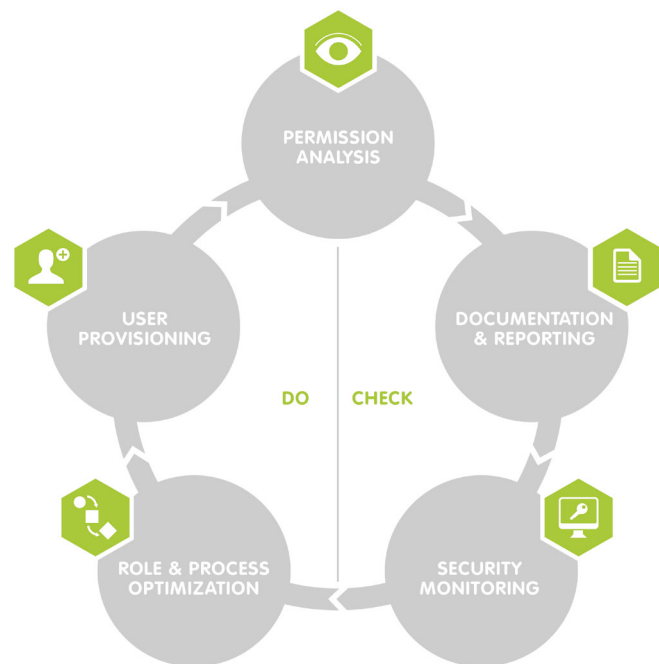 PERMISSION
ANALYSIS
USER
PROVISIONING
DOCUMENTATION
& REPORTING
DO
CHECK
ROLE & PROCESS
OPTIMIZATION
SECURITY
MONITORING